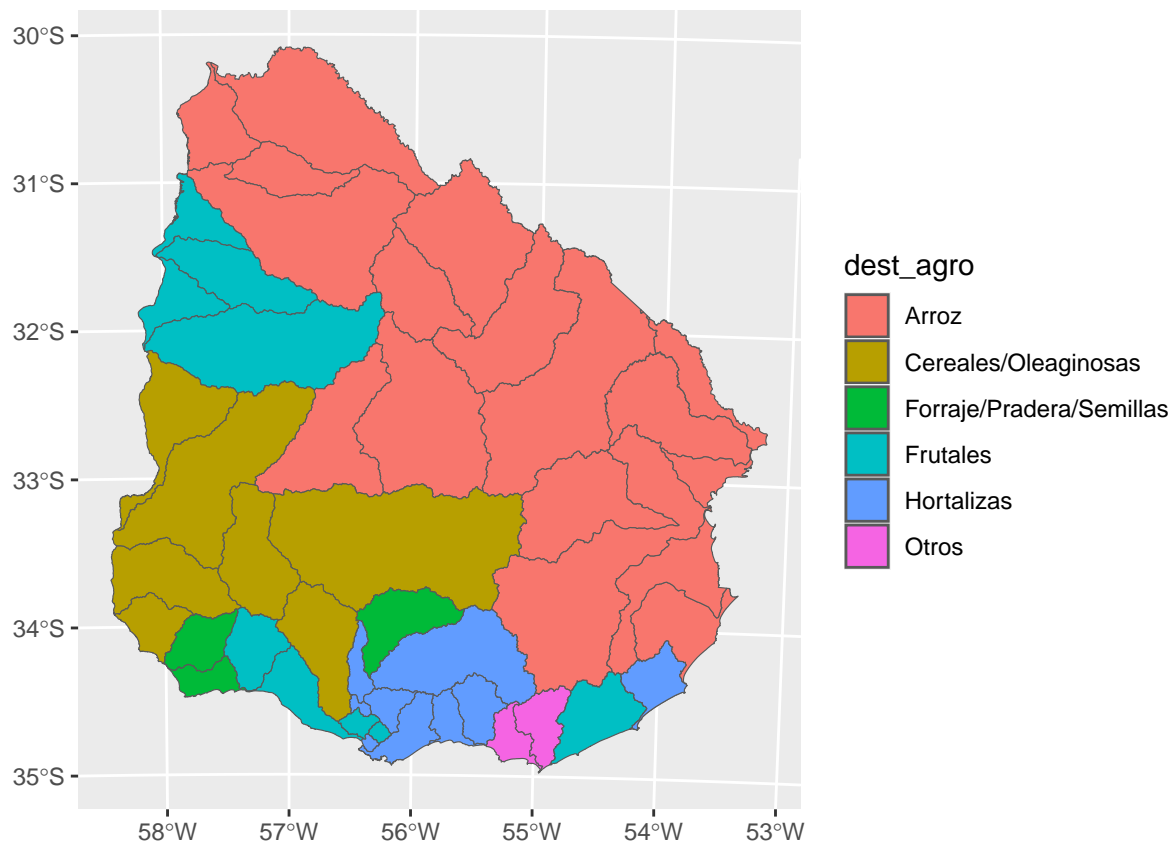 30°S
31°S
32°S
33°S
34°S
35°S
58°W 57°W 56°W 55°W 54°W 53°W
dest_agro
Arroz
Cereales/Oleaginosas
Forraje/Pradera/Semillas
Frutales
Hortalizas
Otros